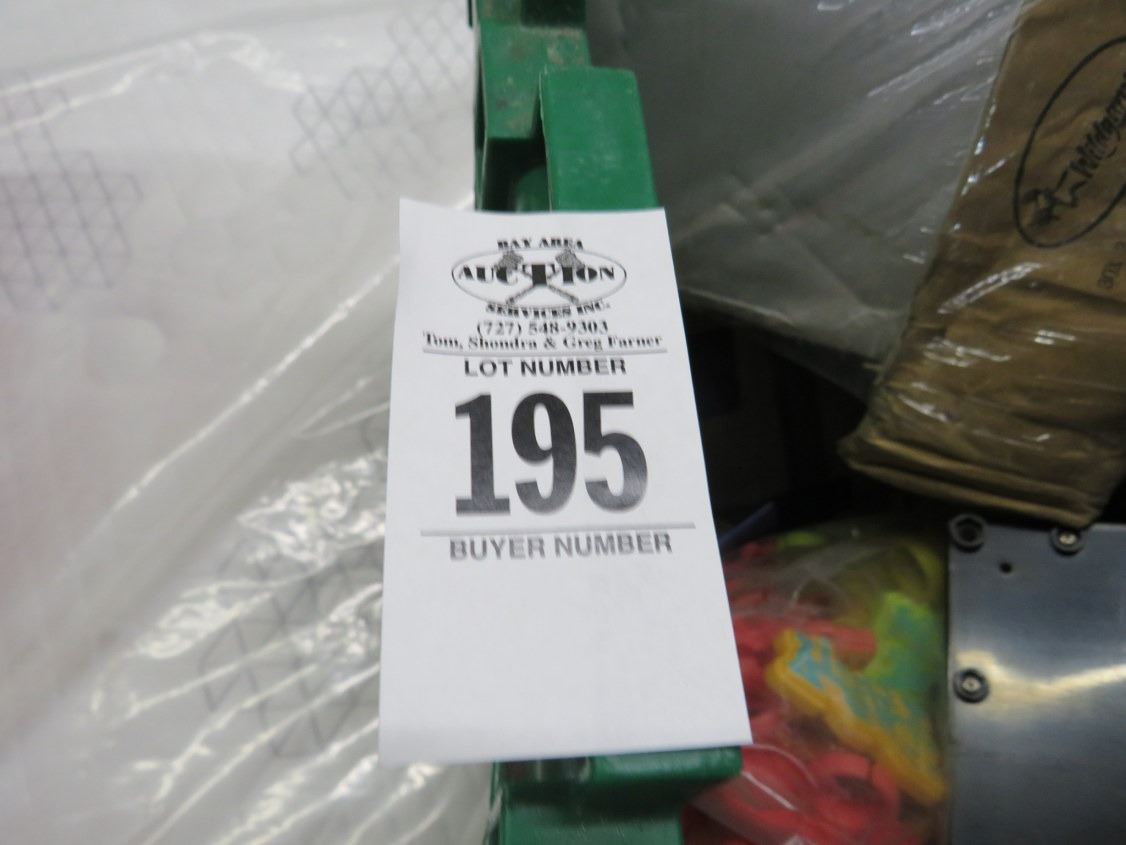 BAY AREA
AUCTION
SERVICES INC.
(727) 548-9303
Tom, Shondra & Greg Farner
LOT NUMBER
195
BUYER NUMBER